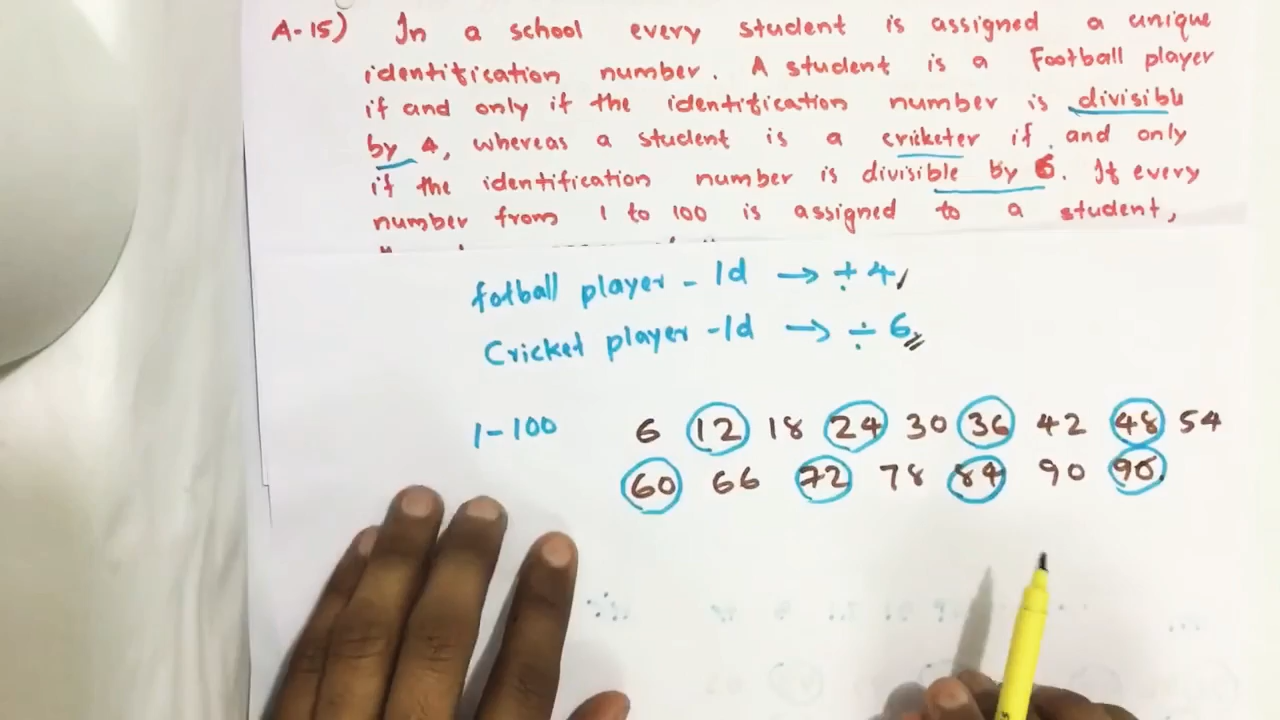 A-15) In a school every student is assigned a unique
identification number. A student is a Football player
if and only if the identification number is divisible
by 4, whereas a student is a cricketer if and only
if the identification number is divisible by 6. If every
number from 1 to 100 is assigned to a student,
fotball player - Id → ÷ 4
Cricket player - Id → ÷ 6
1-100 6 12 18 24 30 36 42 48 54
60 66 72 78 84 90 90